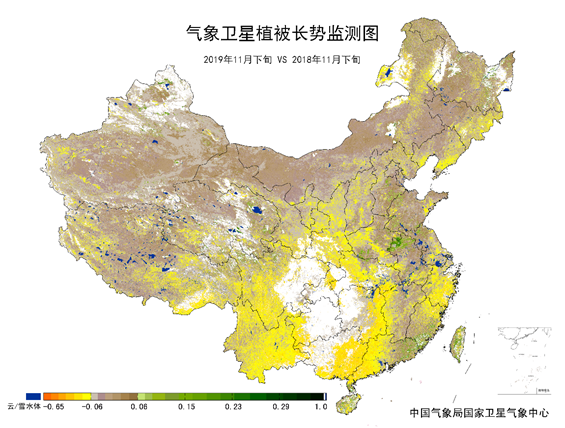 气象卫星植被长势监测图
2019年11月下旬 VS 2018年11月下旬
云/雪水体 -0.65 -0.06 0.06 0.15 0.23 0.29 1.0
中国气象局国家卫星气象中心